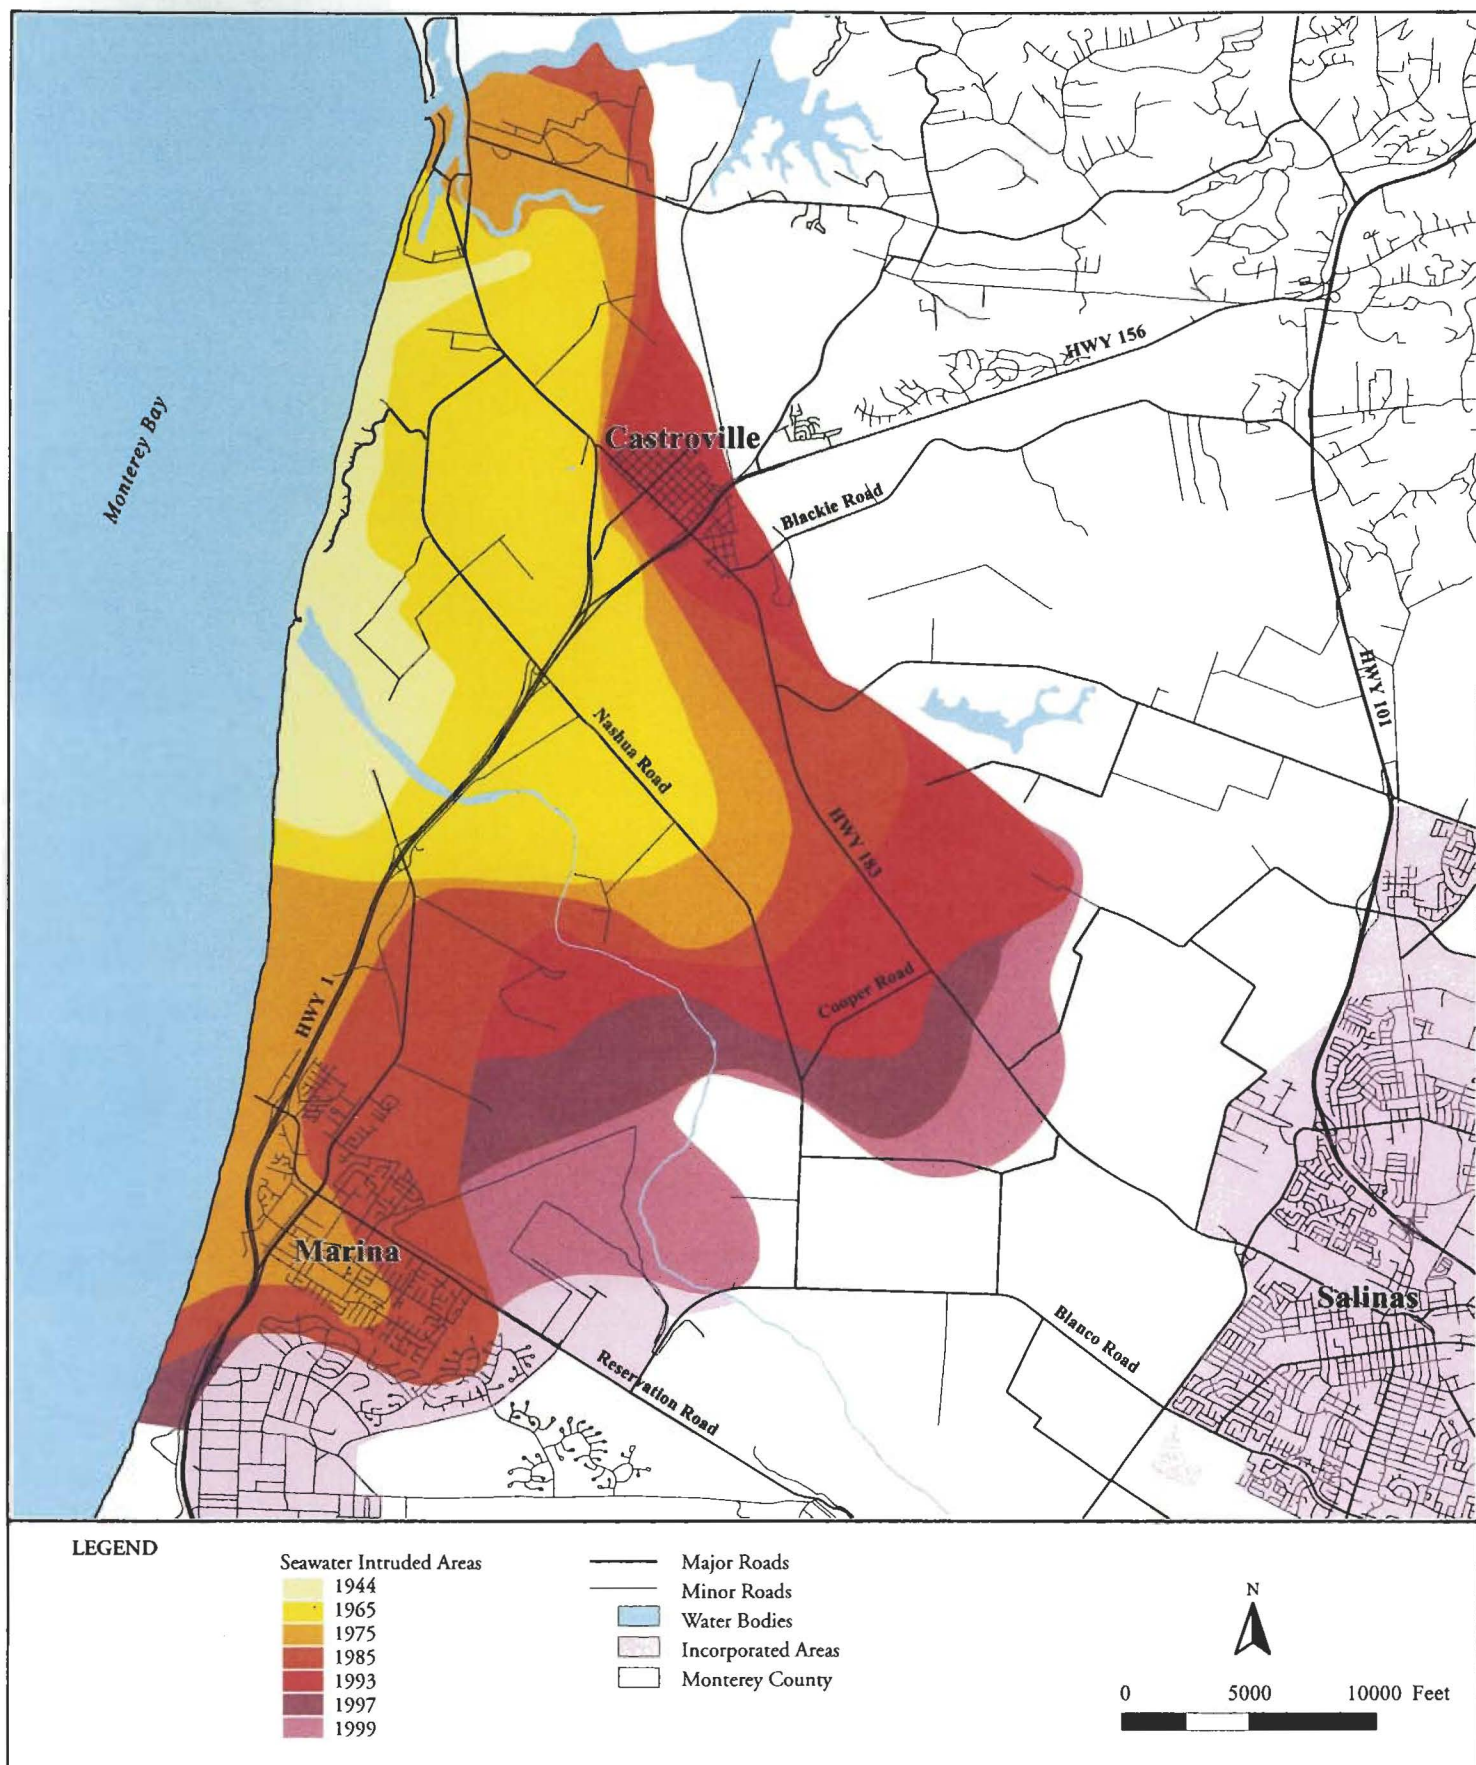 HWY 156
Castroville
Monterey Bay
Blackie Road
HWY 101
Nashua Road
HWY 183
Cooper Road
HWY 1
Marina
Salinas
Blanco Road
Reservation Road
LEGEND
Seawater Intruded Areas
1944
1965
1975
1985
1993
1997
1999
Major Roads
Minor Roads
Water Bodies
Incorporated Areas
Monterey County
N
0 5000 10000 Feet